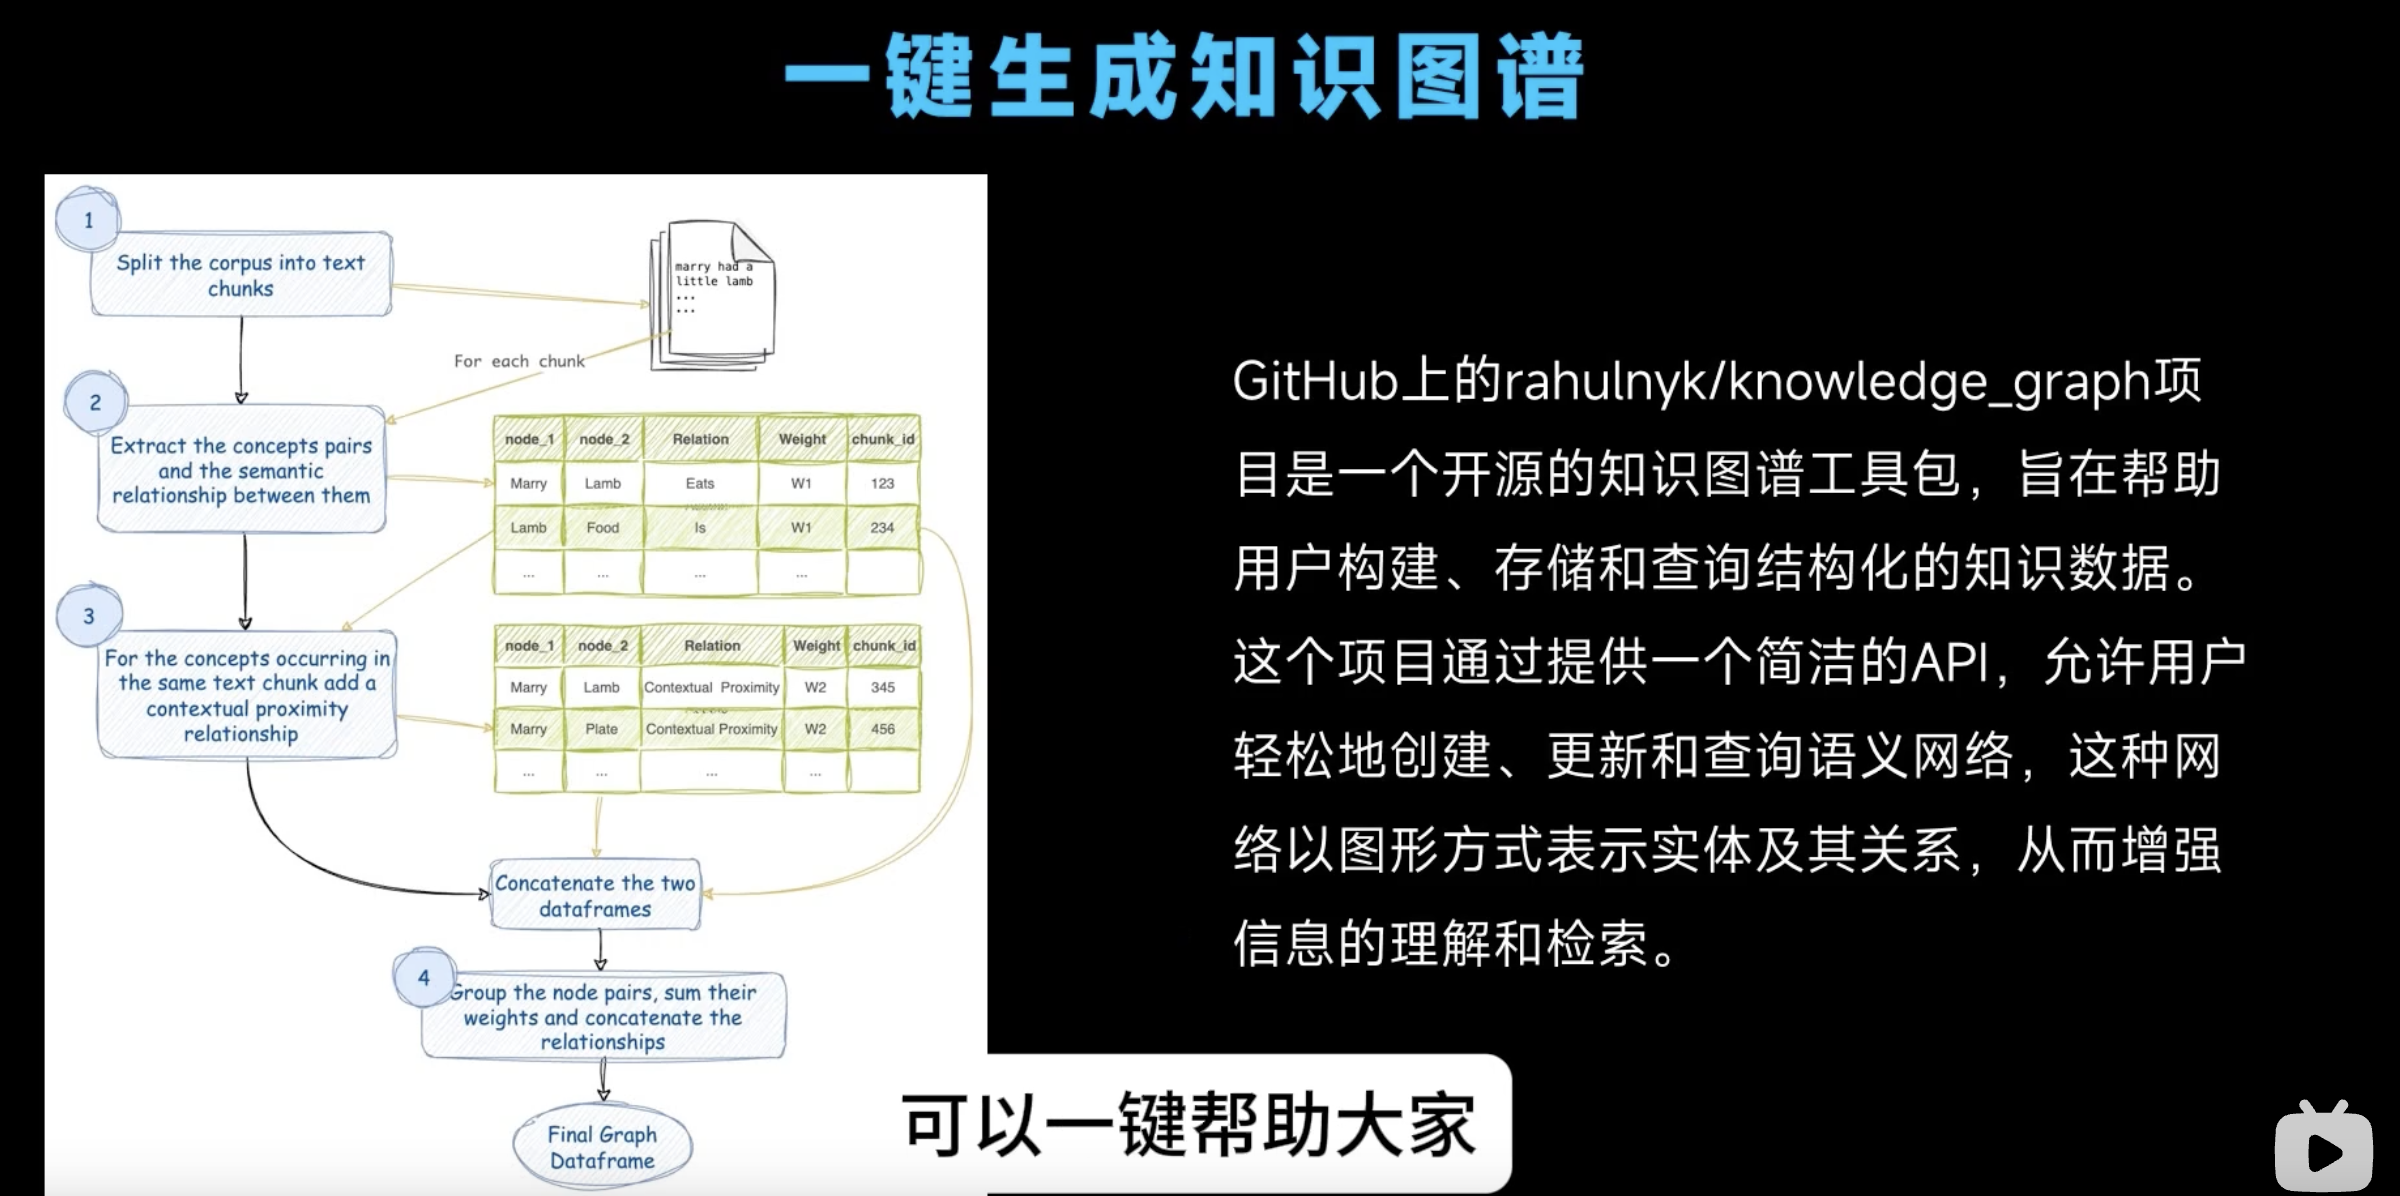 一键生成知识图谱
1
Split the corpus into text
chunks
marry had a
little lamb
...
...
For each chunk
2
Extract the concepts pairs
and the semantic
relationship between them
node_1 node_2 Relation Weight chunk_id
Marry Lamb Eats W1 123
Lamb Food Is W1 234
... ... ... ...
3
For the concepts occurring in
the same text chunk add a
contextual proximity
relationship
node_1 node_2 Relation Weight chunk_id
Marry Lamb Contextual Proximity W2 345
Marry Plate Contextual Proximity W2 456
... ... ... ...
Concatenate the two
dataframes
4
Group the node pairs, sum their
weights and concatenate the
relationships
Final Graph
Dataframe
GitHub上的rahulnyk/knowledge_graph项
目是一个开源的知识图谱工具包，旨在帮助
用户构建、存储和查询结构化的知识数据。
这个项目通过提供一个简洁的API，允许用户
轻松地创建、更新和查询语义网络，这种网
络以图形方式表示实体及其关系，从而增强
信息的理解和检索。
可以一键帮助大家